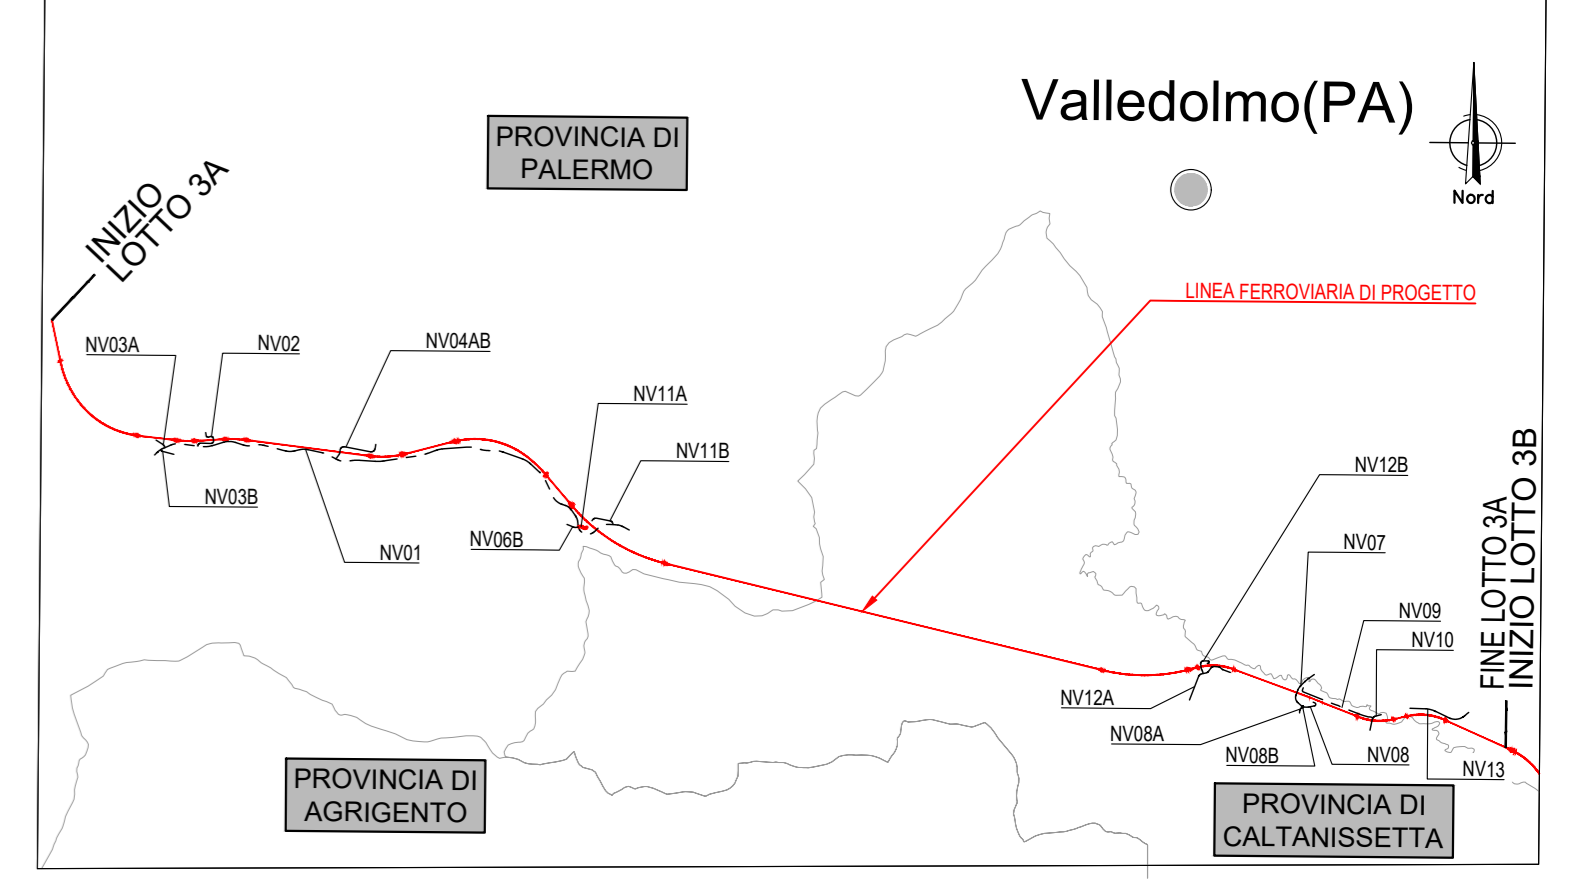 Valledolmo(PA)
PROVINCIA DI
PALERMO
Nord
INIZIO
LOTTO 3A
LINEA FERROVIARIA DI PROGETTO
NV03A
NV02
NV04AB
NV11A
NV11B
NV03B
NV01
NV06B
NV12B
NV07
NV09
NV10
NV12A
NV08A
NV08B
NV08
NV13
FINE LOTTO 3A
INIZIO LOTTO 3B
PROVINCIA DI
AGRIGENTO
PROVINCIA DI
CALTANISSETTA